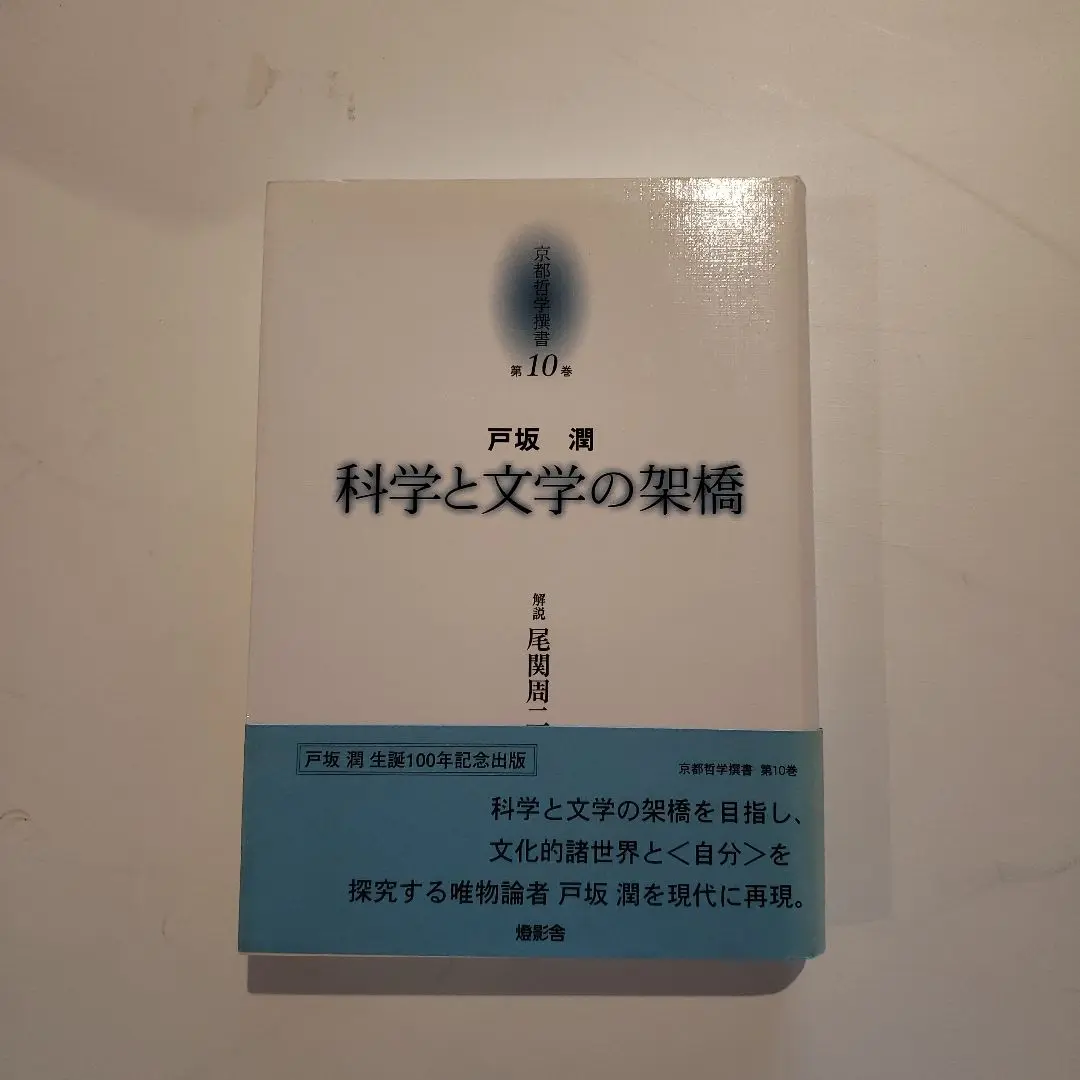 京都哲学撰書
第10巻
戸坂 潤
科学と文学の架橋
解説 尾関周二
戸坂 潤 生誕100年記念出版
京都哲学撰書 第10巻
科学と文学の架橋を目指し、
文化的諸世界と<自分>を
探究する唯物論者 戸坂 潤を現代に再現。
燈影舎